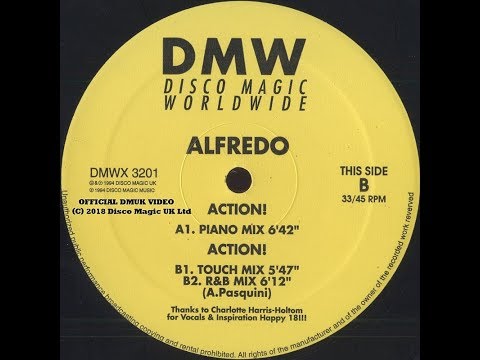 DMW
DISCO MAGIC
WORLDWIDE
ALFREDO
DMWX 3201
℗ & © 1994 DISCO MAGIC UK
© 1994 DISCO MAGIC MUSIC
THIS SIDE
B
33/45 RPM
OFFICIAL DMUK VIDEO
(C) 2018 Disco Magic UK Ltd
ACTION!
A1. PIANO MIX 6'42"
ACTION!
B1. TOUCH MIX 5'47"
B2. R&B MIX 6'12"
(A.Pasquini)
Thanks to Charlotte Harris-Holtom
for Vocals & Inspiration Happy 18!!!
Unauthorized public performance broadcasting copying and rental prohibited. All rights of the manufacturer and of the owner of the recorded work reserved